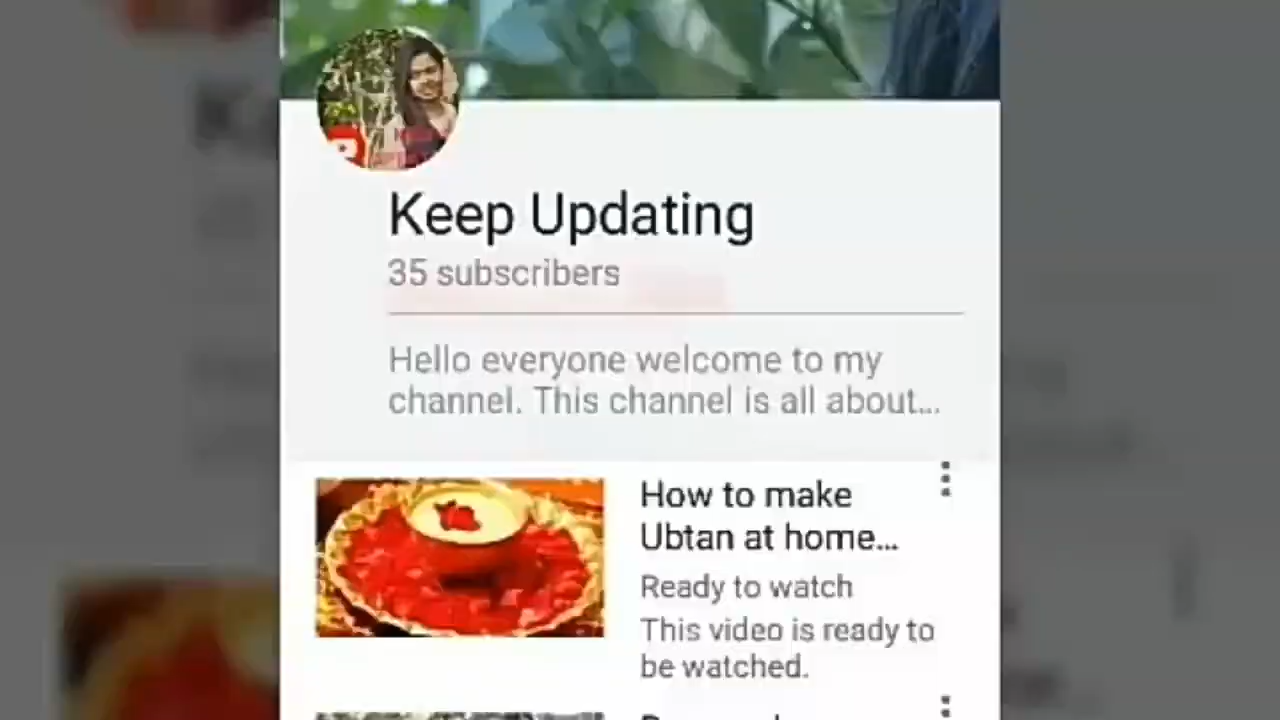 Keep Updating
35 subscribers
Hello everyone welcome to my
channel. This channel is all about...
How to make
Ubtan at home...
Ready to watch
This video is ready to
be watched.